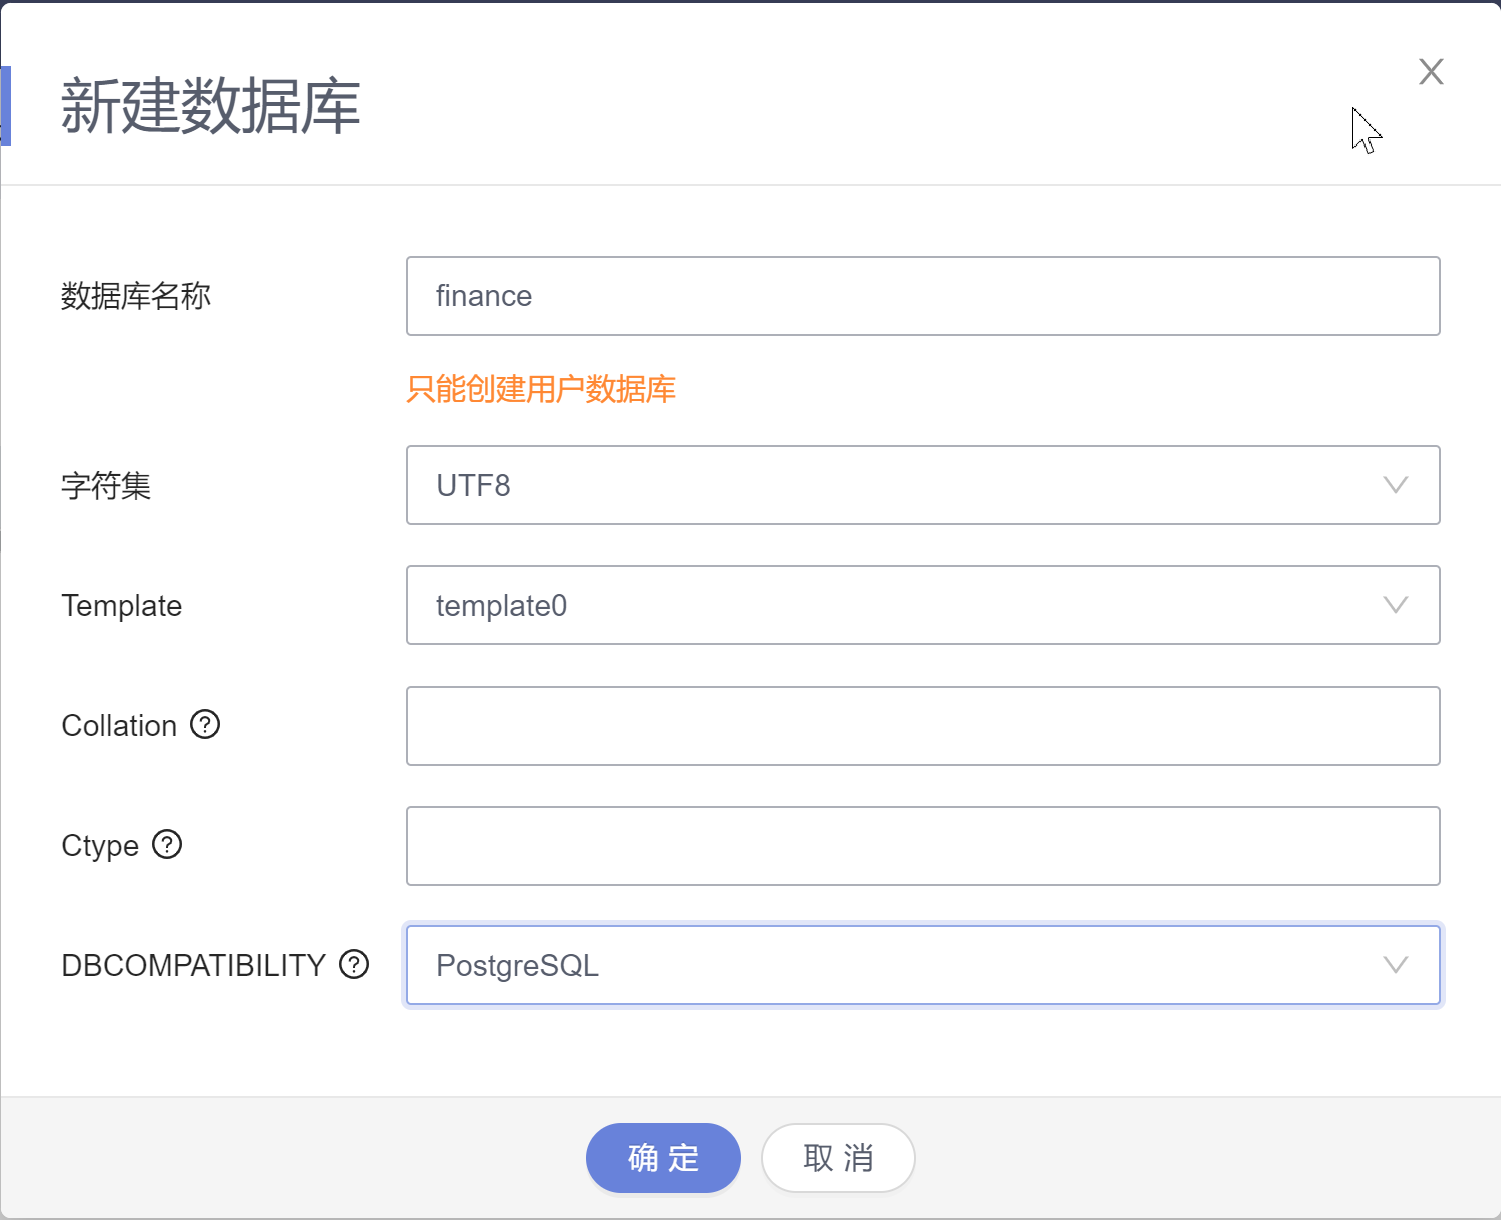 新建数据库
X
数据库名称
finance
只能创建用户数据库
字符集
UTF8
Template
template0
Collation ?
Ctype ?
DBCOMPATIBILITY ?
PostgreSQL
确 定
取 消